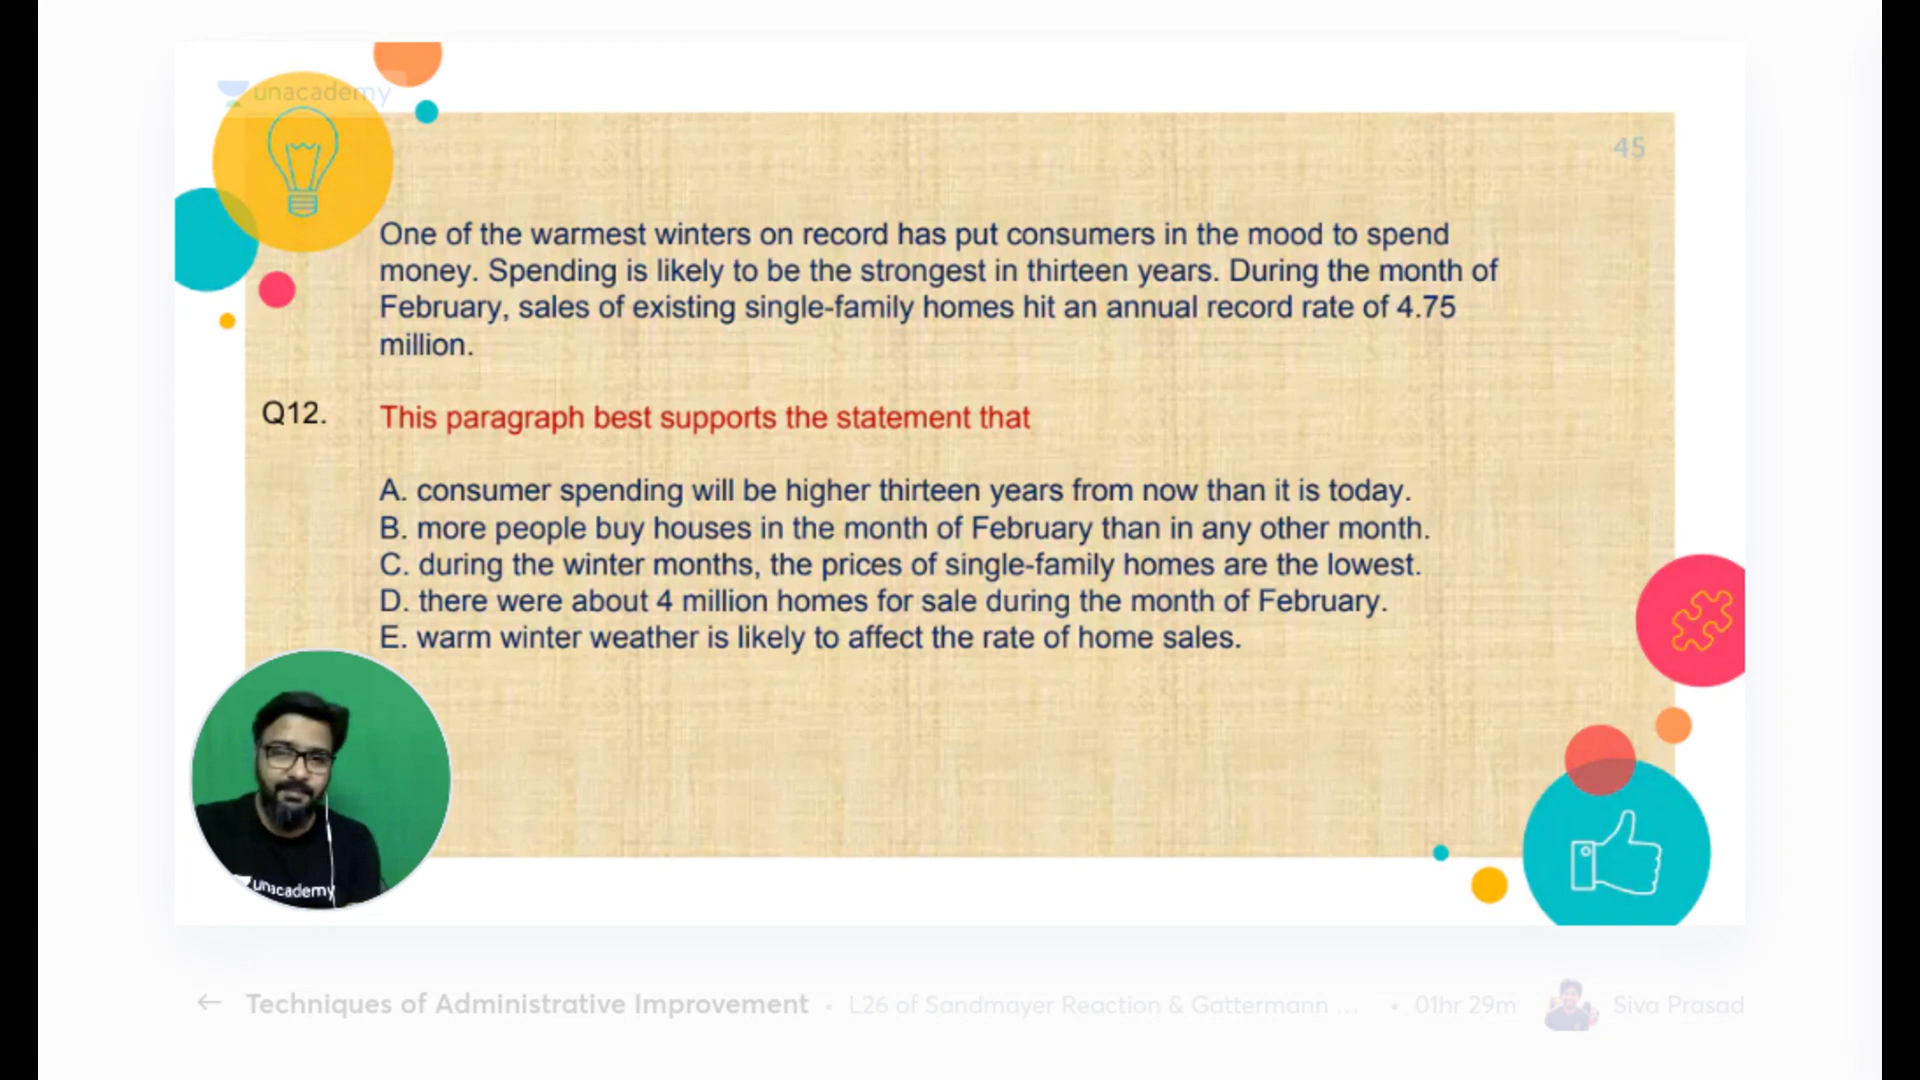 unacademy
45
One of the warmest winters on record has put consumers in the mood to spend
money. Spending is likely to be the strongest in thirteen years. During the month of
February, sales of existing single-family homes hit an annual record rate of 4.75
million.
Q12. This paragraph best supports the statement that
A. consumer spending will be higher thirteen years from now than it is today.
B. more people buy houses in the month of February than in any other month.
C. during the winter months, the prices of single-family homes are the lowest.
D. there were about 4 million homes for sale during the month of February.
E. warm winter weather is likely to affect the rate of home sales.
unacademy
← Techniques of Administrative Improvement • L26 of Sandmayer Reaction & Gattermann ... • 01hr 29m Siva Prasad